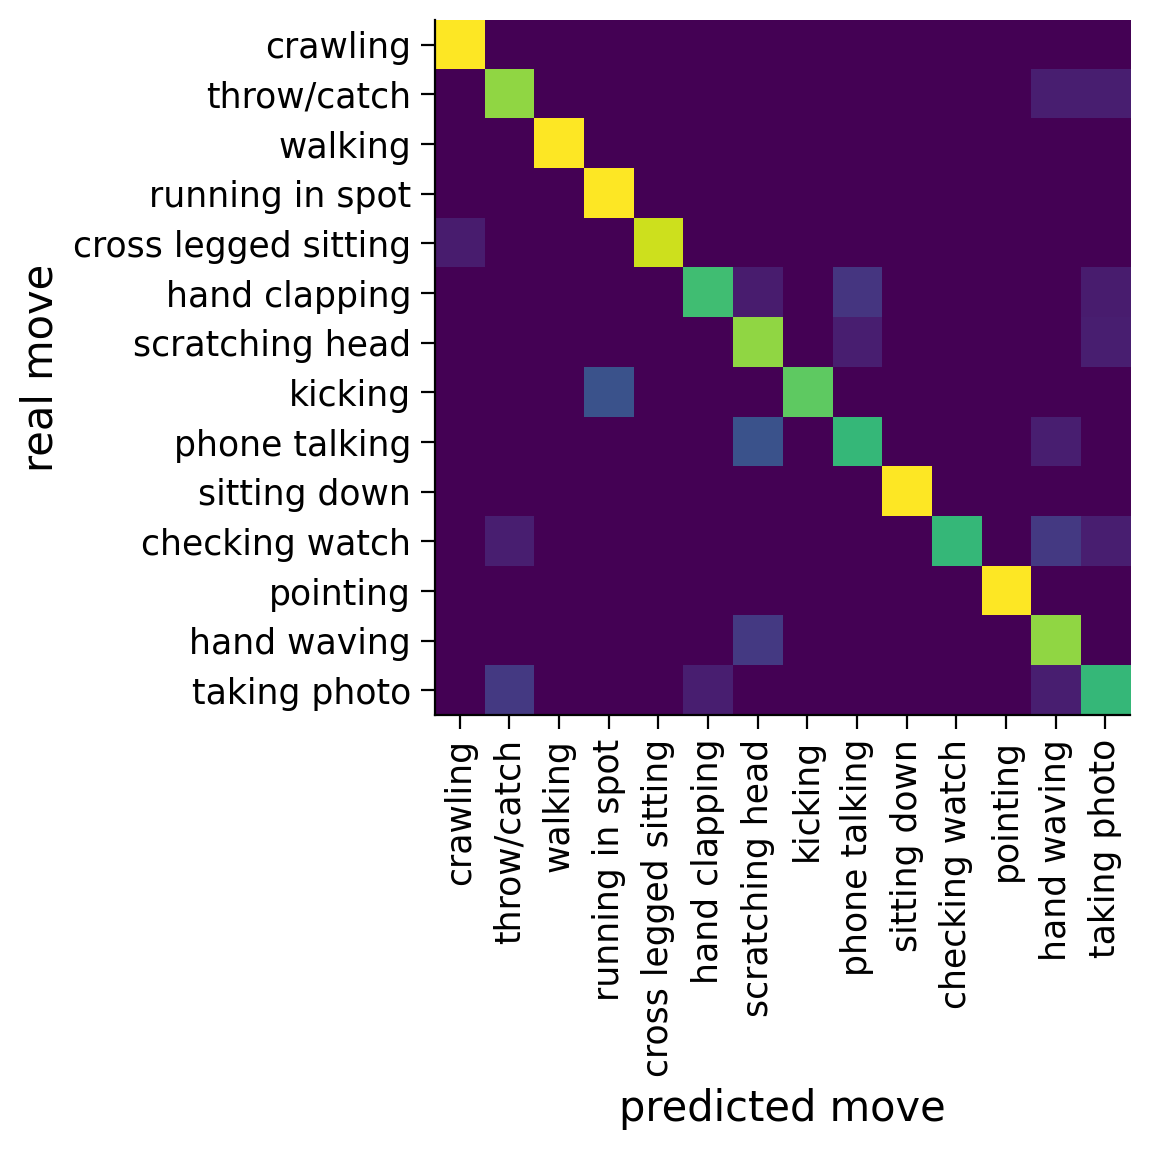 crawling
throw/catch
walking
running in spot
cross legged sitting
hand clapping
scratching head
kicking
phone talking
sitting down
checking watch
pointing
hand waving
taking photo
real move
crawling
throw/catch
walking
running in spot
cross legged sitting
hand clapping
scratching head
kicking
phone talking
sitting down
checking watch
pointing
hand waving
taking photo
predicted move